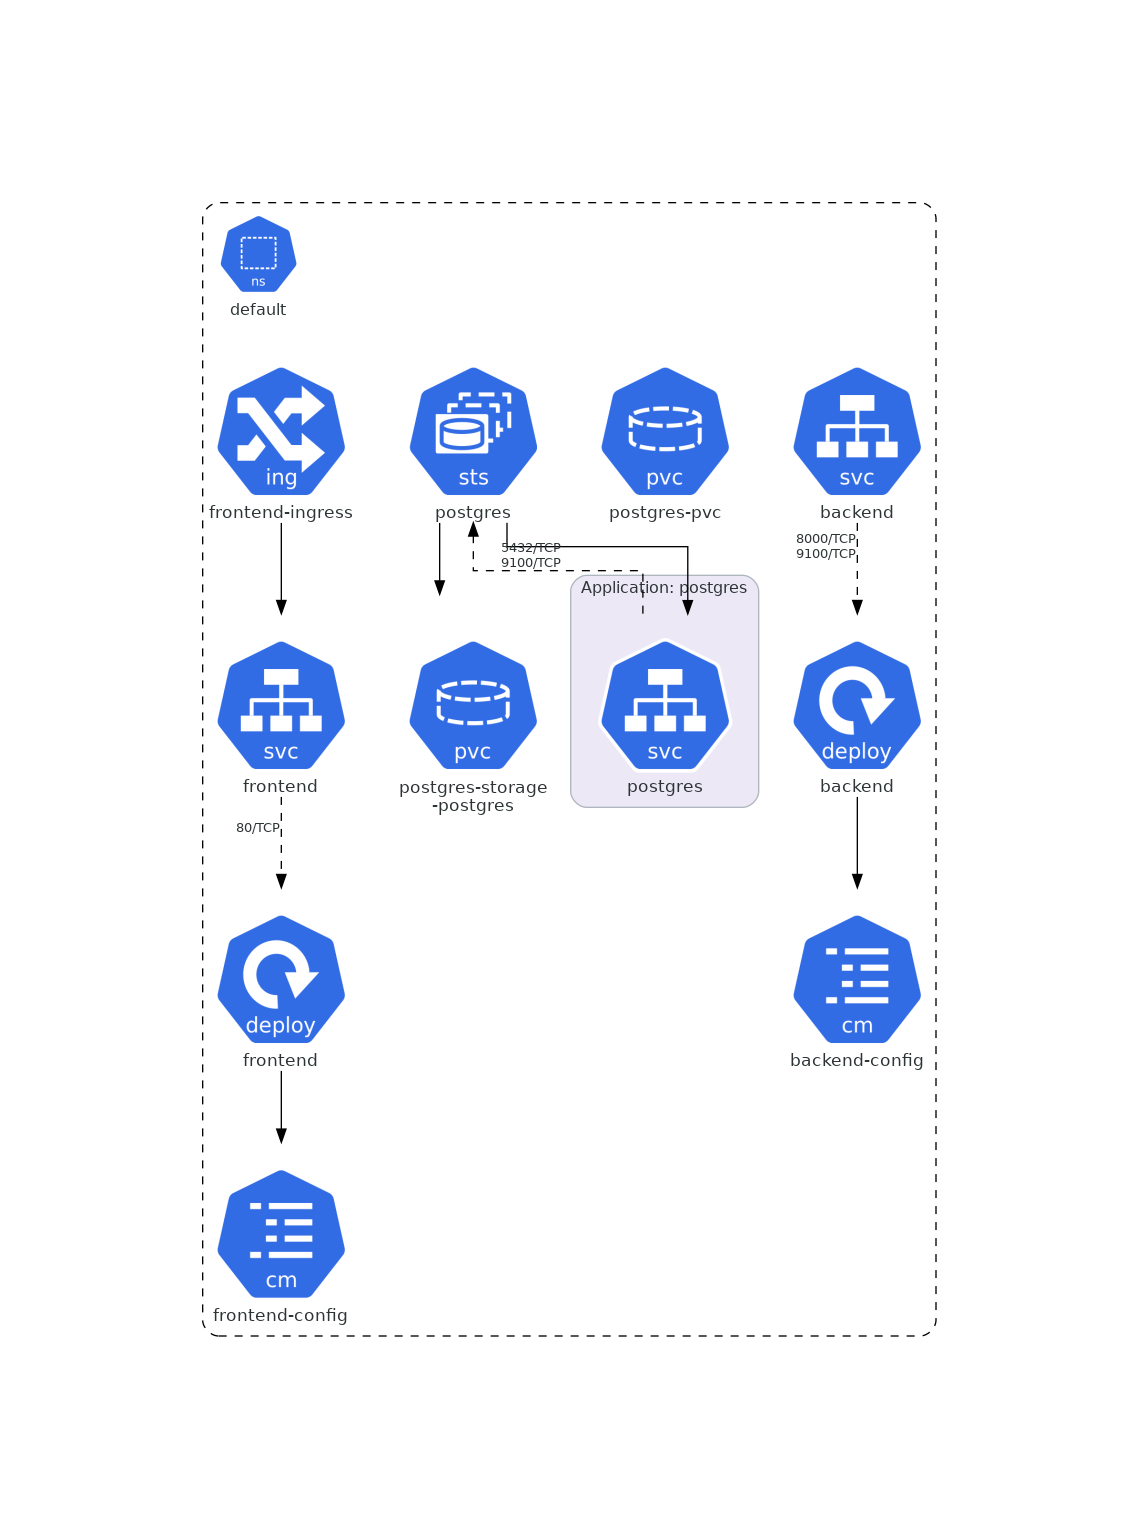 ns
default
ing
frontend-ingress
sts
postgres
pvc
postgres-pvc
svc
backend
5432/TCP
9100/TCP
8000/TCP
9100/TCP
Application: postgres
svc
frontend
pvc
postgres-storage
-postgres
svc
postgres
deploy
backend
80/TCP
deploy
frontend
cm
backend-config
cm
frontend-config